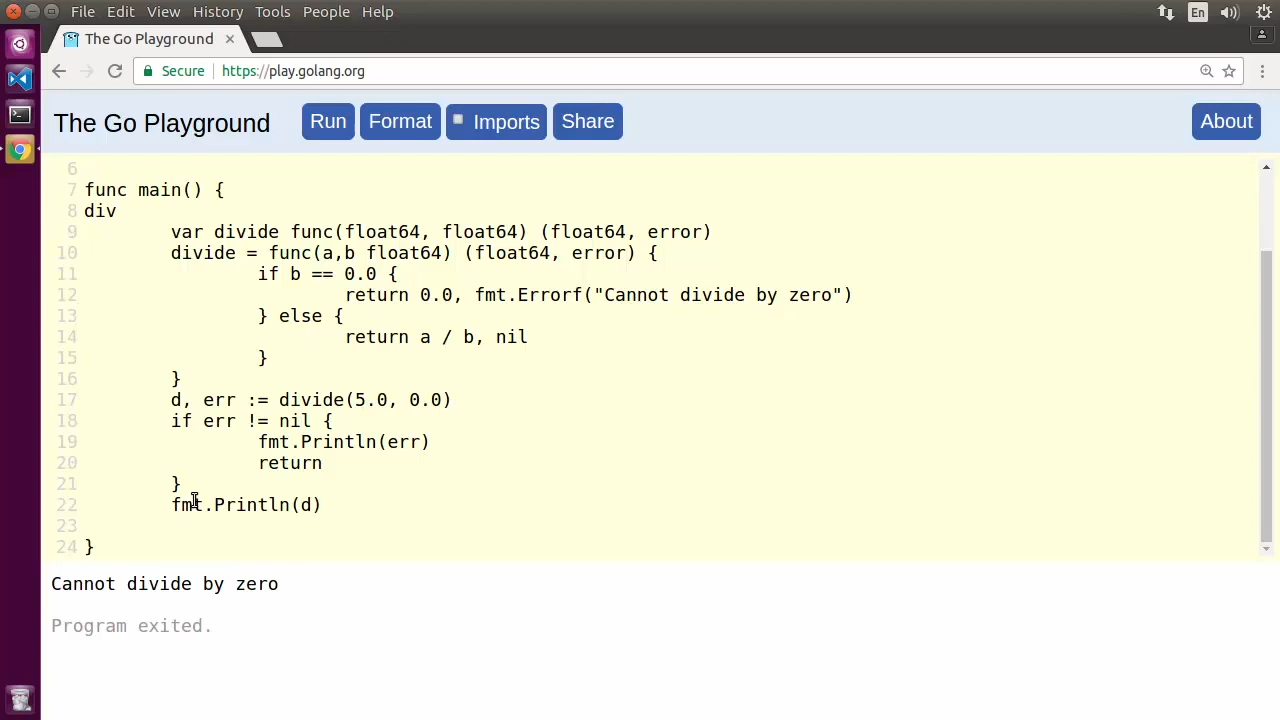 File Edit View History Tools People Help
En
The Go Playground
Secure https://play.golang.org
The Go Playground Run Format Imports Share About
6
7 func main() {
8 div
9 var divide func(float64, float64) (float64, error)
10 divide = func(a,b float64) (float64, error) {
11 if b == 0.0 {
12 return 0.0, fmt.Errorf("Cannot divide by zero")
13 } else {
14 return a / b, nil
15 }
16 }
17 d, err := divide(5.0, 0.0)
18 if err != nil {
19 fmt.Println(err)
20 return
21 }
22 fmt.Println(d)
23
24 }
Cannot divide by zero
Program exited.